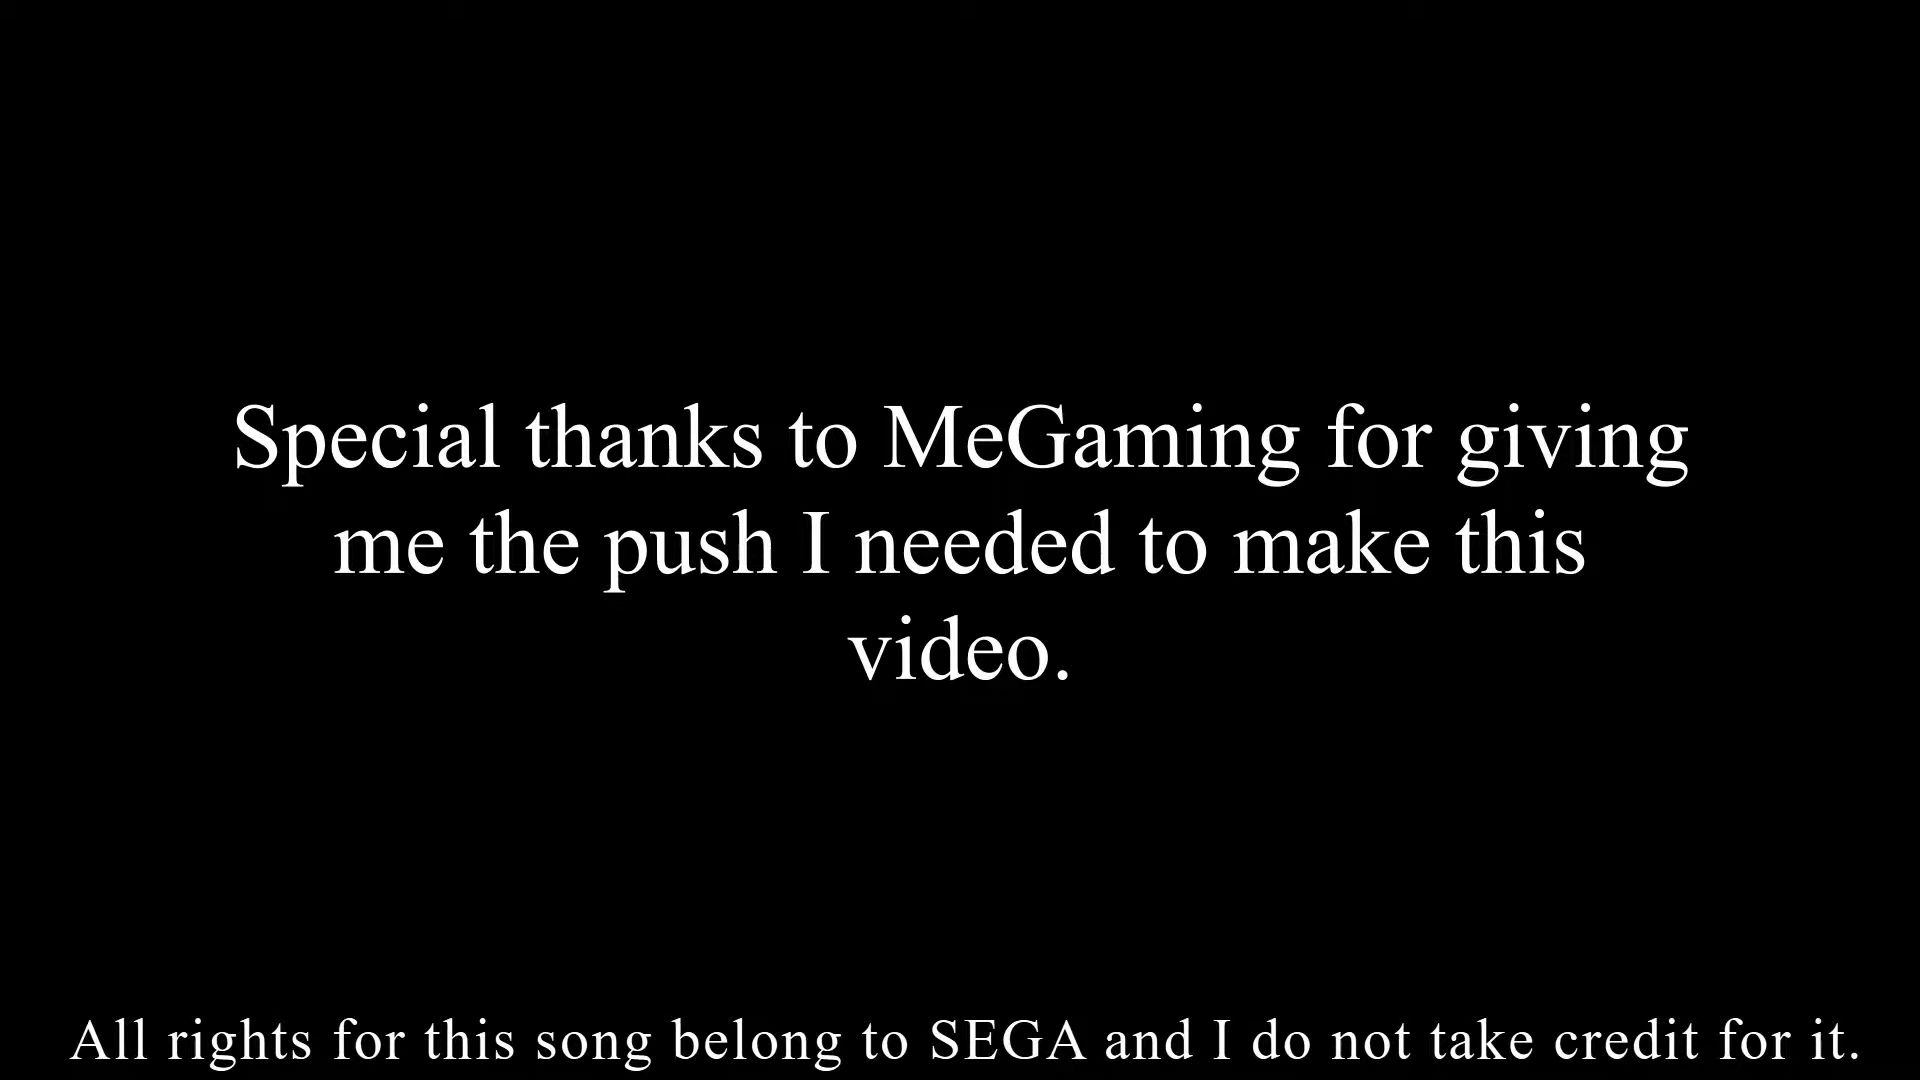 Special thanks to MeGaming for giving
me the push I needed to make this
video.
All rights for this song belong to SEGA and I do not take credit for it.